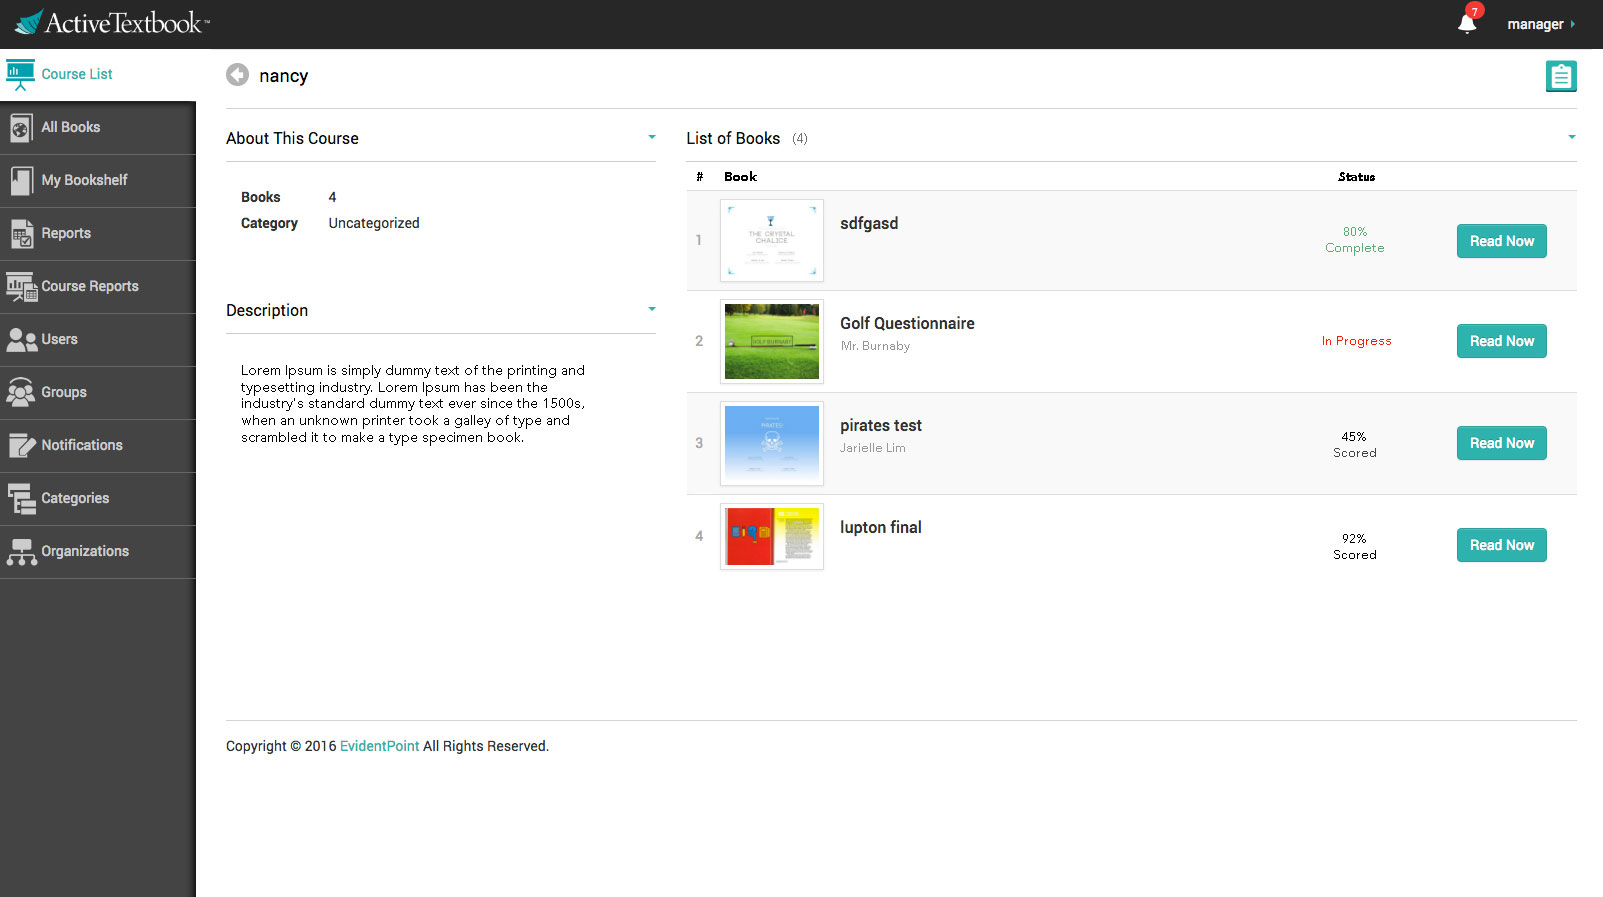 ActiveTextbook™
7
manager
Course List
nancy
All Books
My Bookshelf
Reports
Course Reports
Users
Groups
Notifications
Categories
Organizations
About This Course
Books 4
Category Uncategorized
Description
Lorem Ipsum is simply dummy text of the printing and
typesetting industry. Lorem Ipsum has been the
industry's standard dummy text ever since the 1500s,
when an unknown printer took a galley of type and
scrambled it to make a type specimen book.
List of Books (4)
# Book Status
1
THE CRYSTAL
CHALICE
sdfgasd
80%
Complete
Read Now
2
GOLF BURNABY
Golf Questionnaire
Mr. Burnaby
In Progress
Read Now
3
PIRATES
pirates test
Jarielle Lim
45%
Scored
Read Now
4
lupton final
92%
Scored
Read Now
Copyright © 2016 EvidentPoint All Rights Reserved.